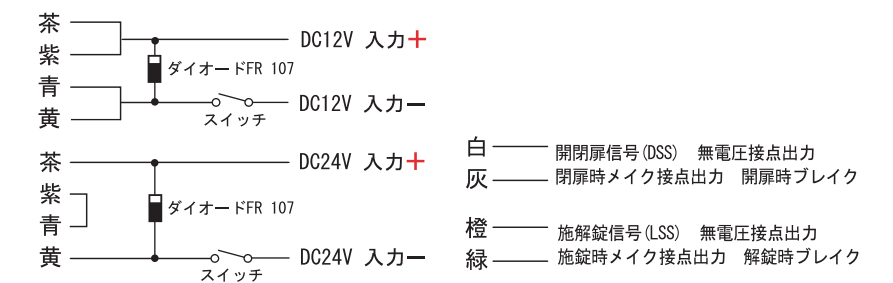 茶
紫
青
黄
DC12V 入力+
ダイオードFR 107
DC12V 入力−
スイッチ
茶
紫
青
黄
DC24V 入力+
ダイオードFR 107
DC24V 入力−
スイッチ
白 開閉扉信号(DSS) 無電圧接点出力
灰 閉扉時メイク接点出力 開扉時ブレイク
橙 施解錠信号(LSS) 無電圧接点出力
緑 施錠時メイク接点出力 解錠時ブレイク